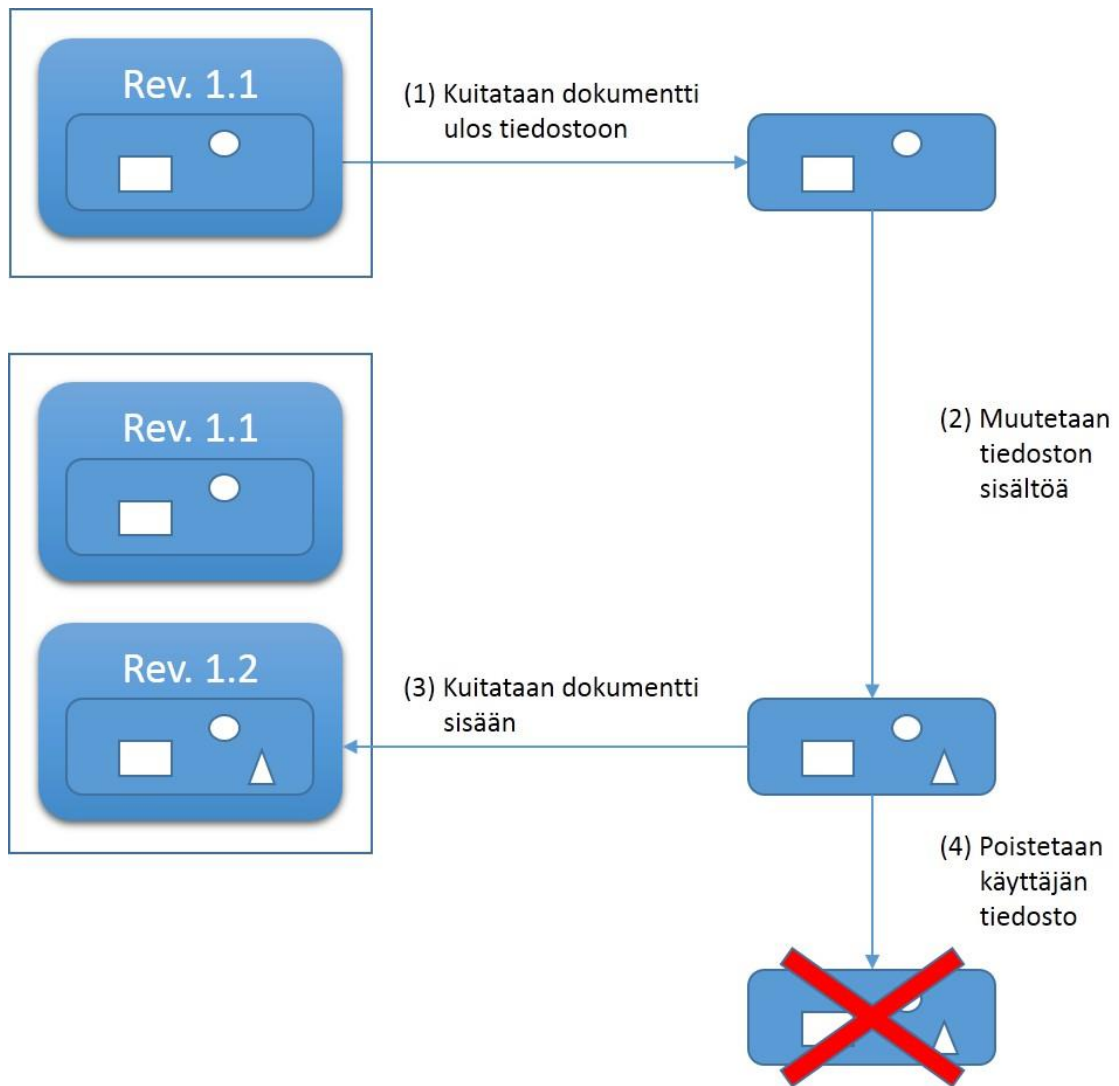 Rev. 1.1
(1) Kuitataan dokumentti
ulos tiedostoon
Rev. 1.1
(2) Muutetaan
tiedoston
sisältöä
Rev. 1.2
(3) Kuitataan dokumentti
sisään
(4) Poistetaan
käyttäjän
tiedosto